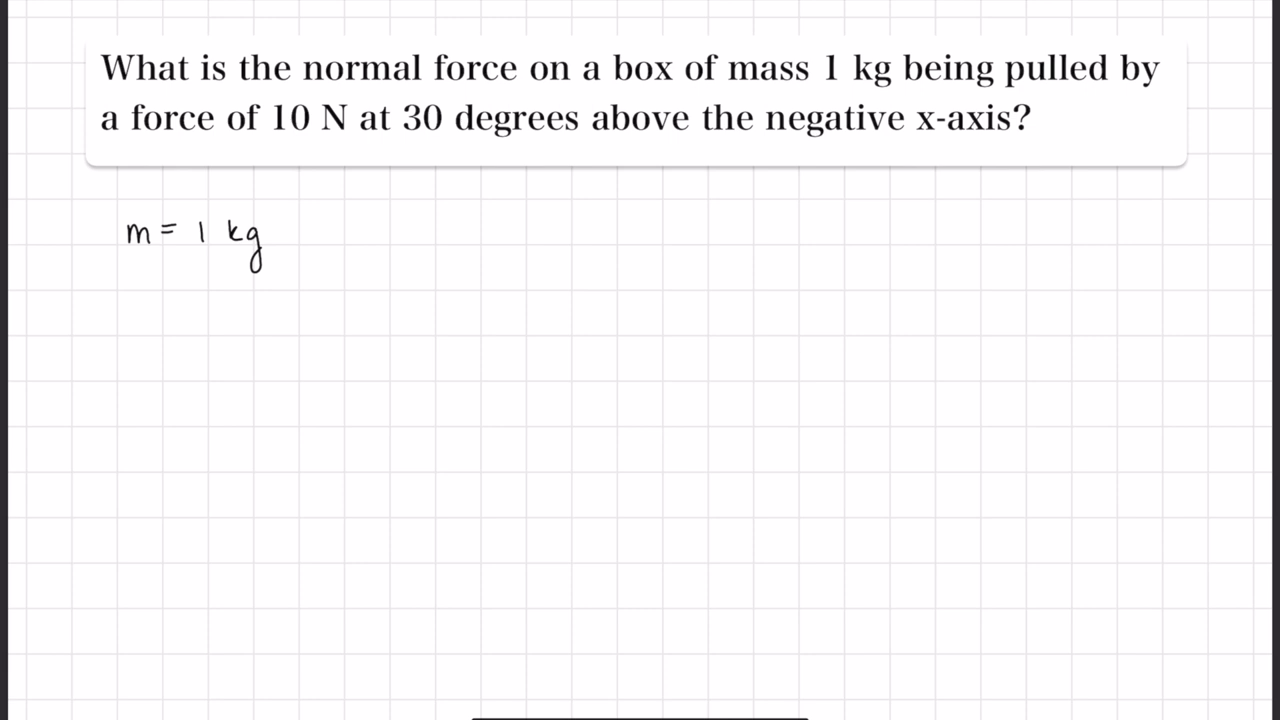 What is the normal force on a box of mass 1 kg being pulled by
a force of 10 N at 30 degrees above the negative x-axis?
m = 1 kg